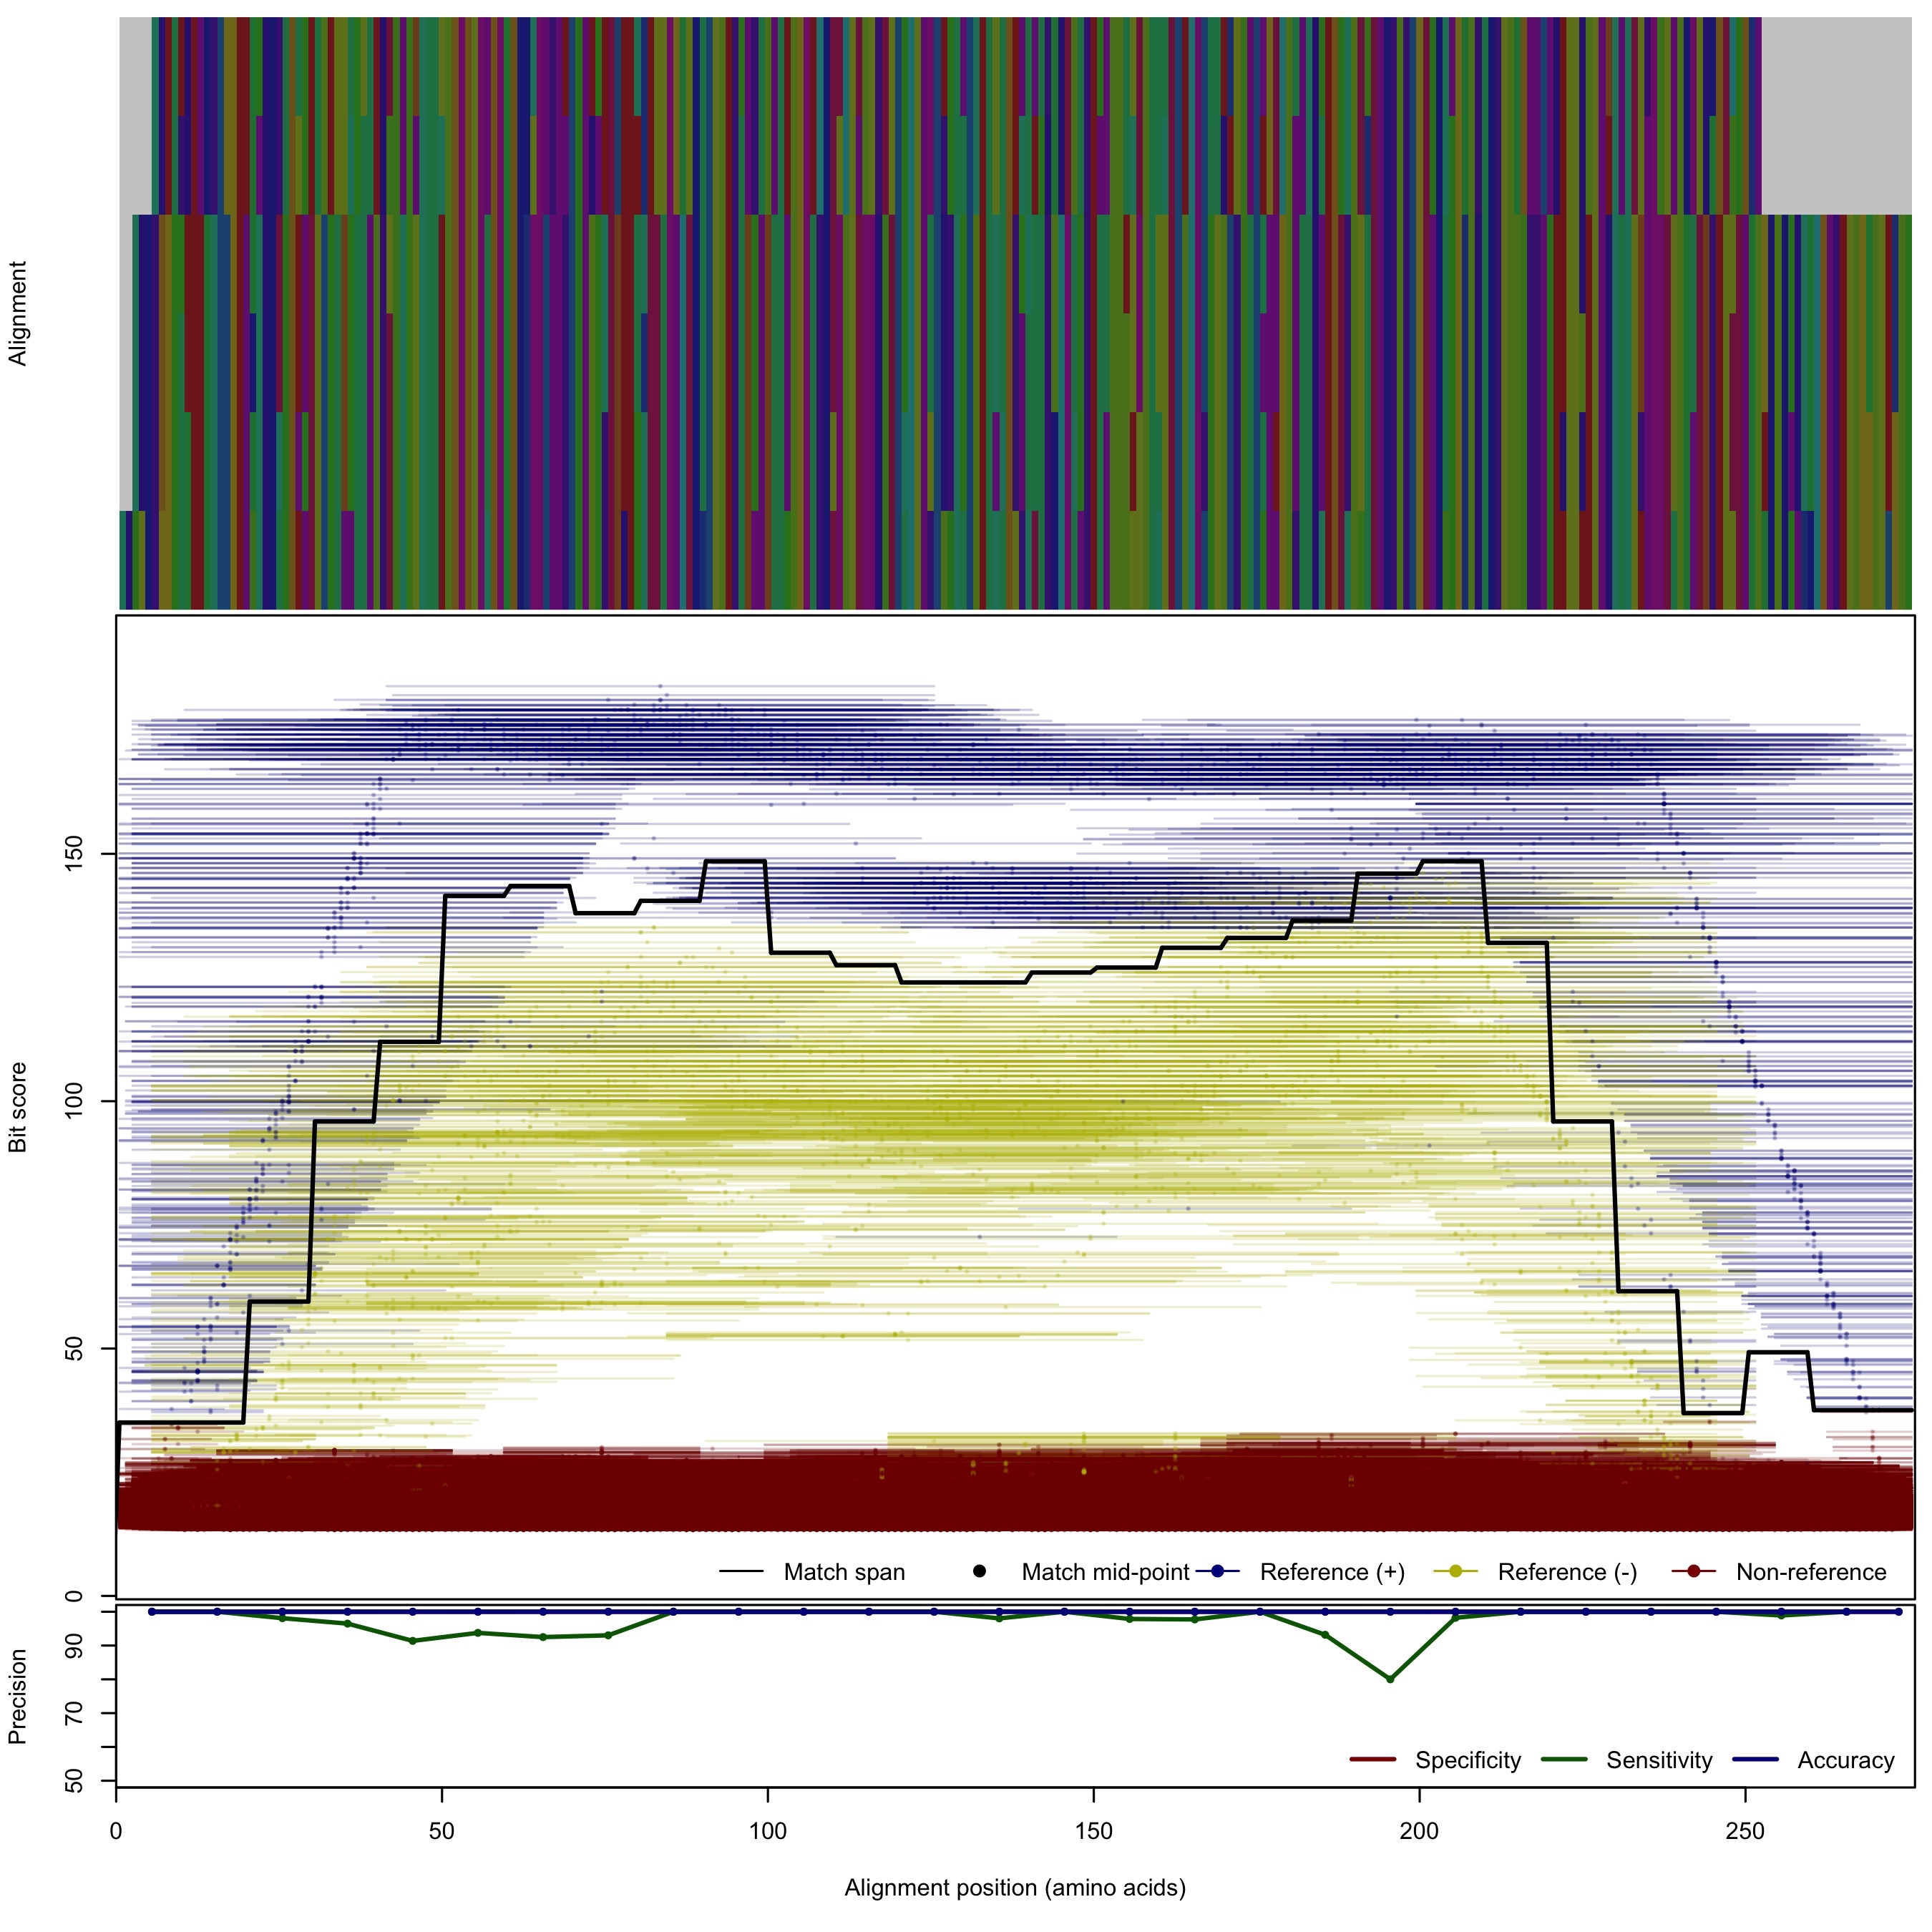 Alignment
Bit score
150
100
50
0
Match span Match mid-point Reference (+) Reference (-) Non-reference
Precision
90
70
50
Specificity Sensitivity Accuracy
0 50 100 150 200 250
Alignment position (amino acids)